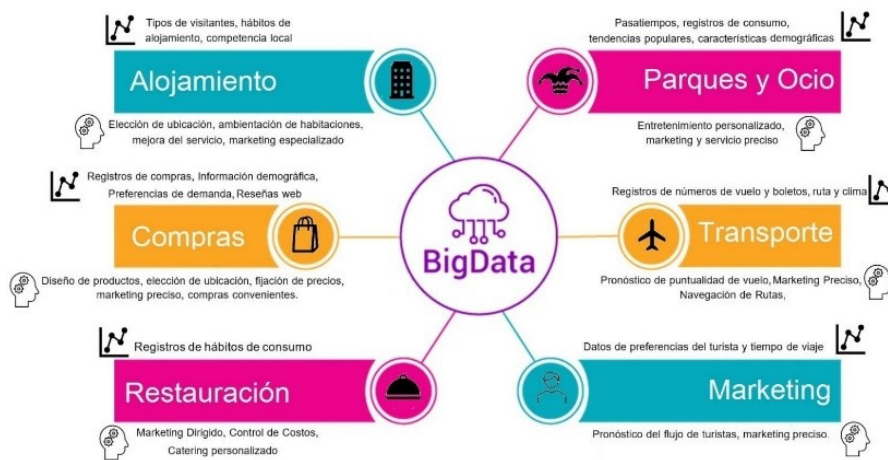 Tipos de visitantes, hábitos de
alojamiento, competencia local
Alojamiento
Elección de ubicación, ambientación de habitaciones,
mejora del servicio, marketing especializado
Pasatiempos, registros de consumo,
tendencias populares, características demográficas
Parques y Ocio
Entretenimiento personalizado,
marketing y servicio preciso
Registros de compras, Información demográfica,
Preferencias de demanda, Reseñas web
Compras
Diseño de productos, elección de ubicación, fijación de precios,
marketing preciso, compras convenientes.
BigData
Registros de números de vuelo y boletos, ruta y clima
Transporte
Pronóstico de puntualidad de vuelo, Marketing Preciso,
Navegación de Rutas,
Registros de hábitos de consumo
Restauración
Marketing Dirigido, Control de Costos,
Catering personalizado
Datos de preferencias del turista y tiempo de viaje
Marketing
Pronóstico del flujo de turistas, marketing preciso.